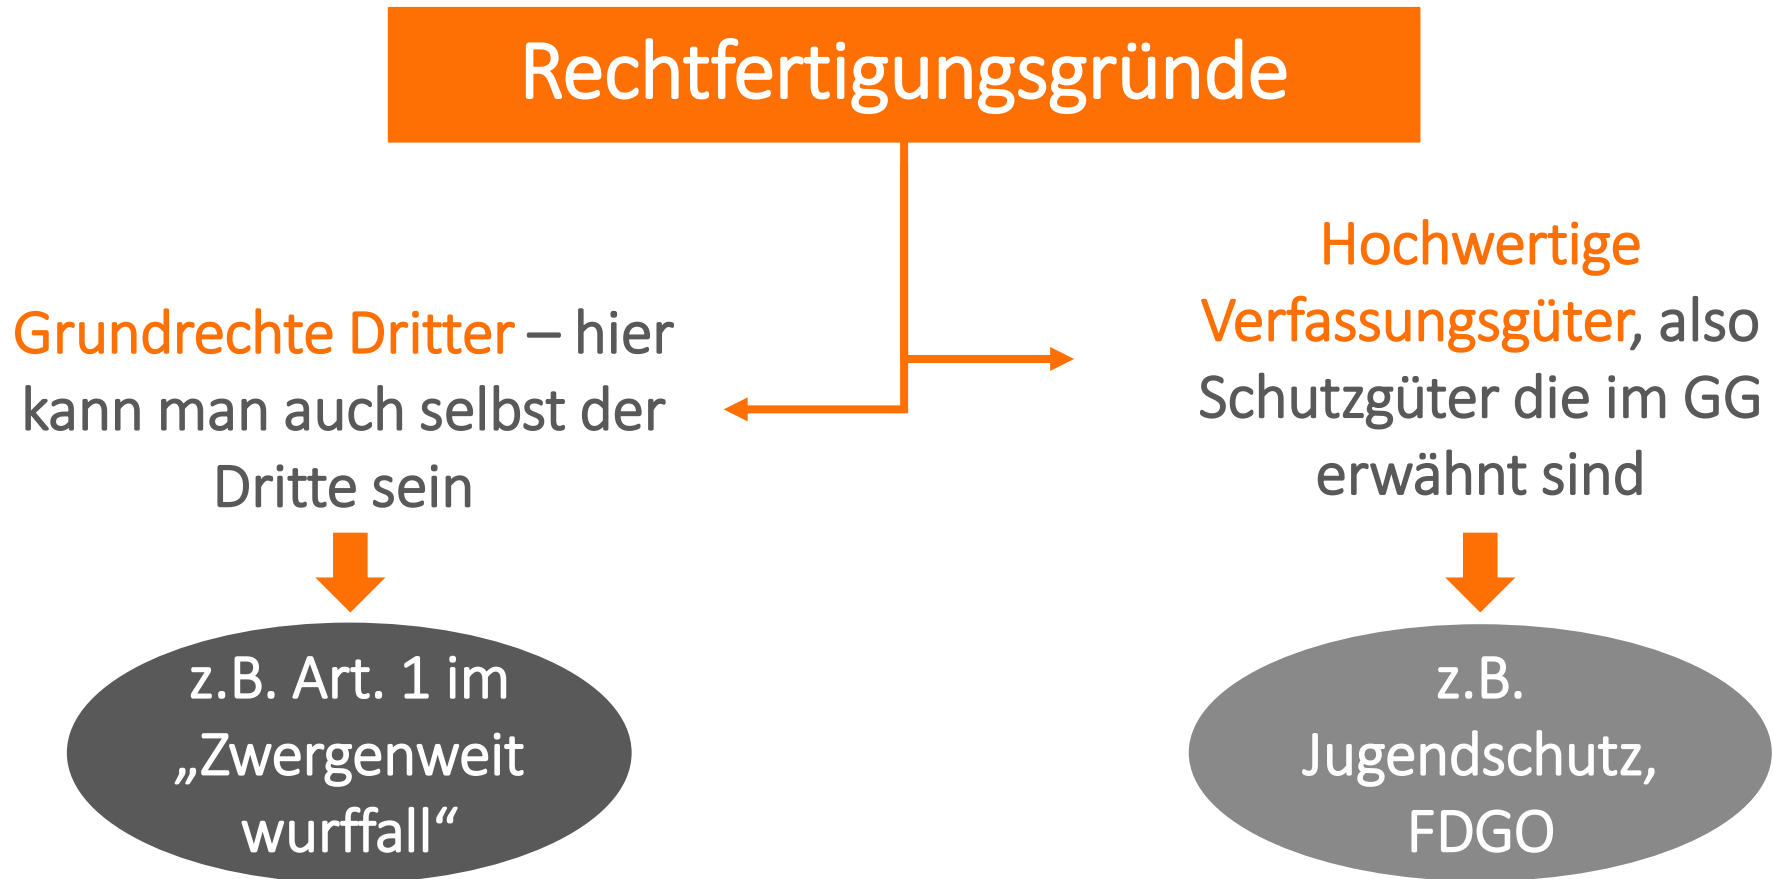 Rechtfertigungsgründe
Grundrechte Dritter – hier
kann man auch selbst der
Dritte sein
z.B. Art. 1 im
„Zwergenweit
wurffall“
Hochwertige
Verfassungsgüter, also
Schutzgüter die im GG
erwähnt sind
z.B.
Jugendschutz,
FDGO